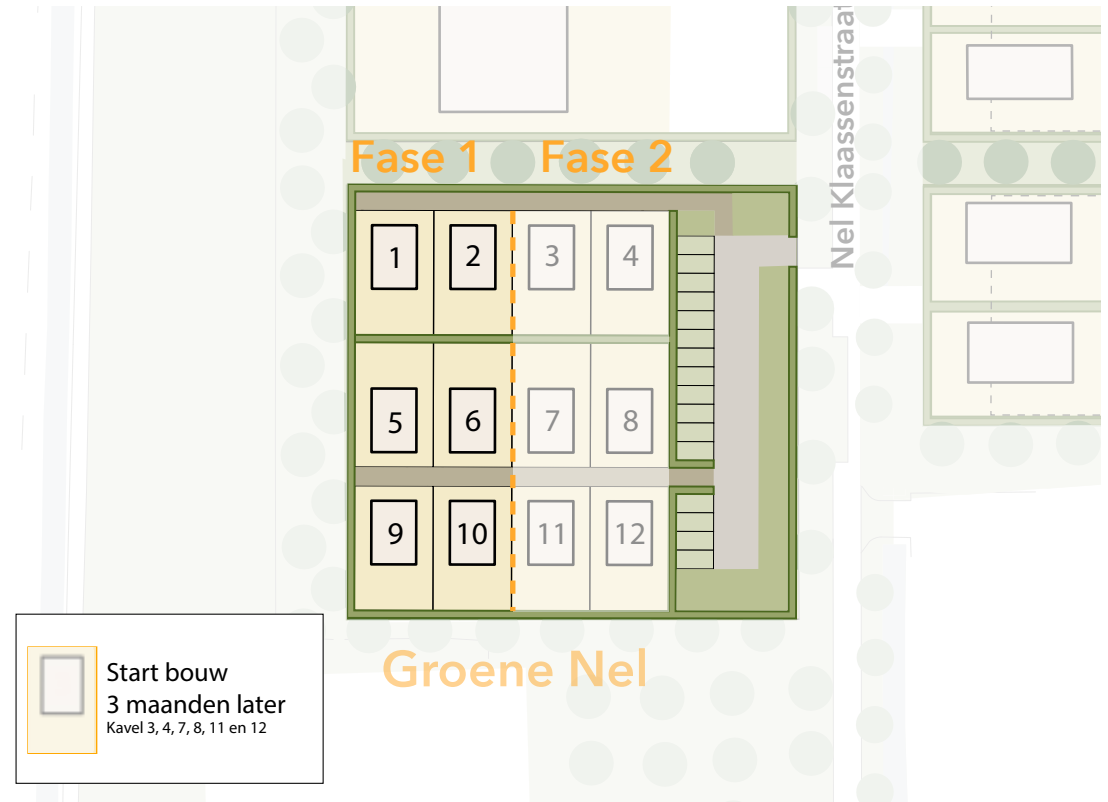 Nel Klaassenstraat
Fase 1 Fase 2
1 2 3 4
5 6 7 8
9 10 11 12
Groene Nel
Start bouw
3 maanden later
Kavel 3, 4, 7, 8, 11 en 12